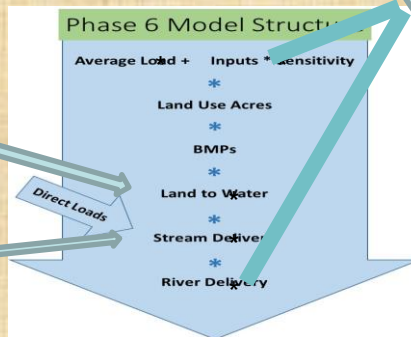 Phase 6 Model Structure
Average Load + Inputs * Sensitivity
*
Land Use Acres
*
BMPs
*
Land to Water
*
Direct Loads
Stream Delivery
*
River Delivery